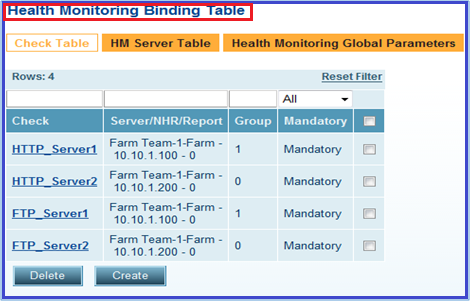 Health Monitoring Binding Table
Check Table HM Server Table Health Monitoring Global Parameters
Rows: 4 Reset Filter
All
Check Server/NHR/Report Group Mandatory
HTTP_Server1 Farm Team-1-Farm - 10.10.1.100 - 0 1 Mandatory
HTTP_Server2 Farm Team-1-Farm - 10.10.1.200 - 0 0 Mandatory
FTP_Server1 Farm Team-1-Farm - 10.10.1.100 - 0 1 Mandatory
FTP_Server2 Farm Team-1-Farm - 10.10.1.200 - 0 0 Mandatory
Delete Create